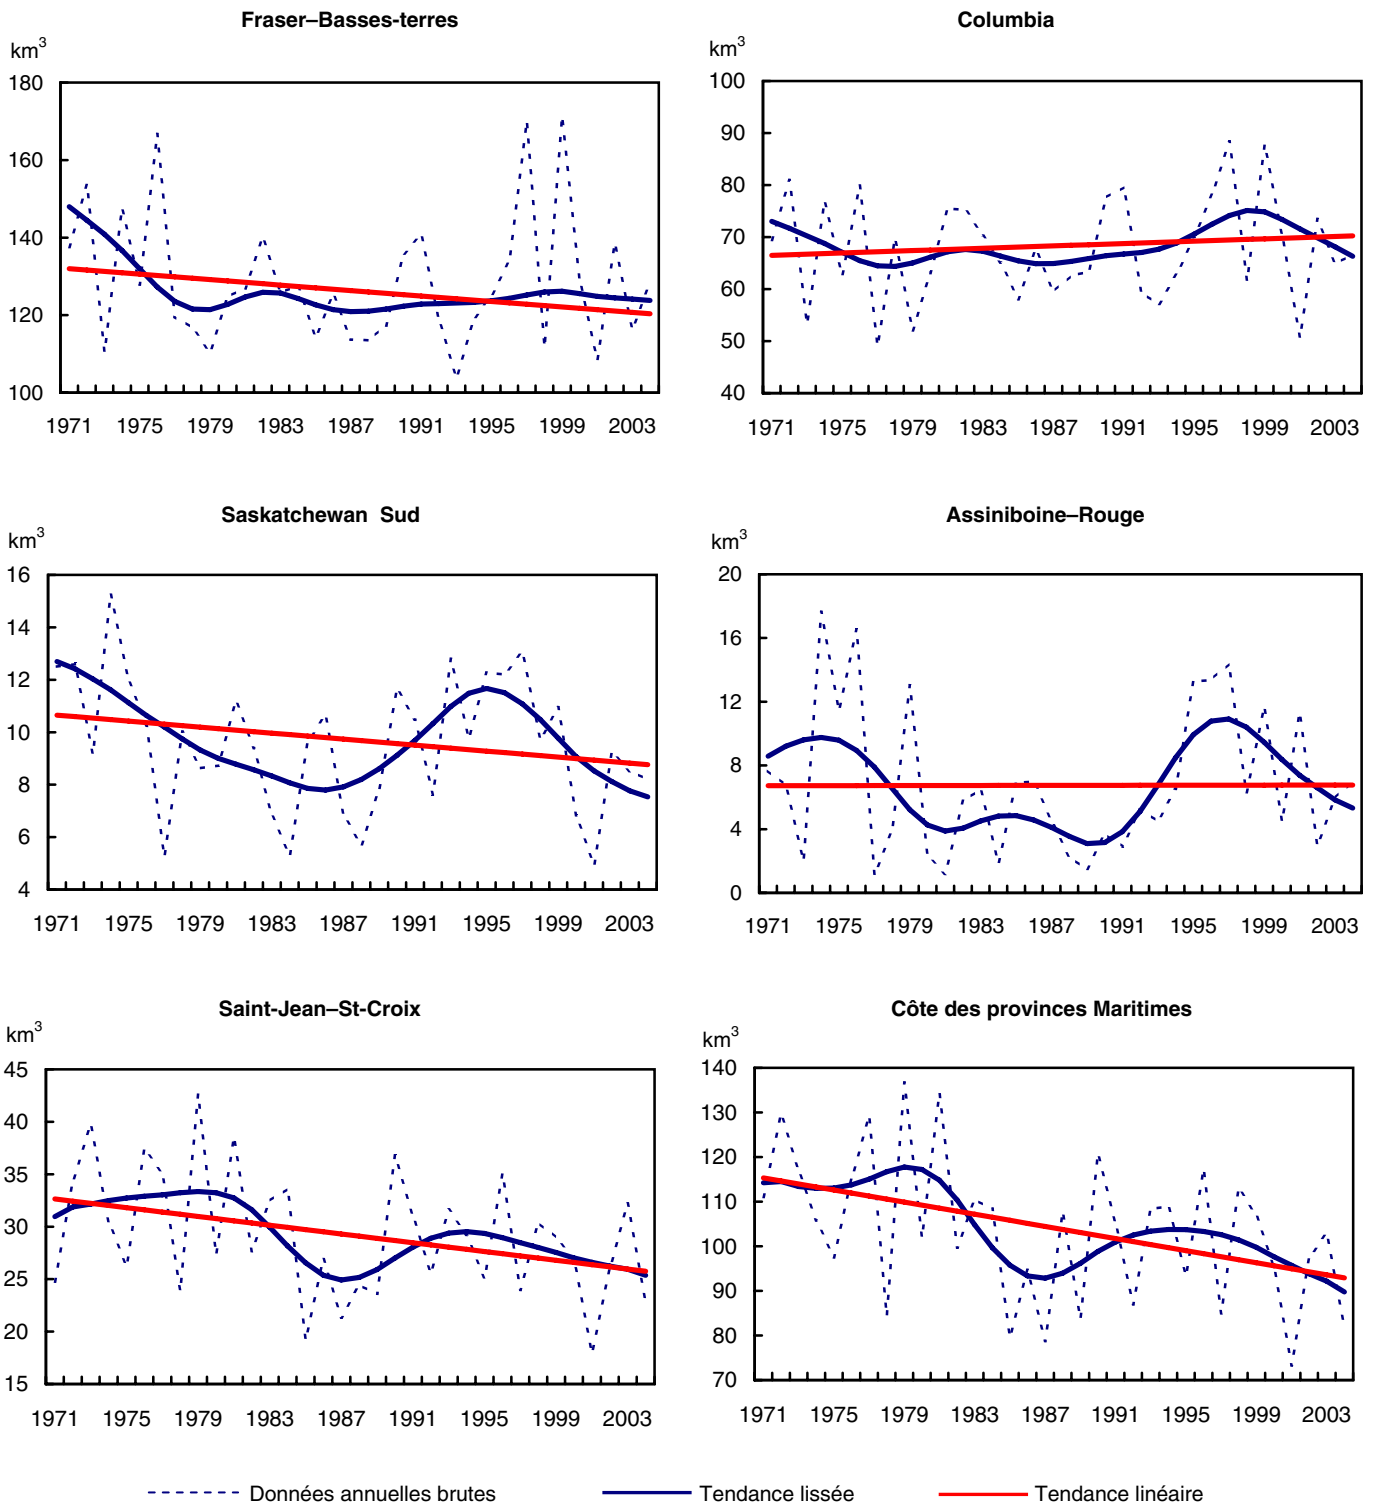 Fraser–Basses-terres
km3
180
160
140
120
100
1971 1975 1979 1983 1987 1991 1995 1999 2003
Columbia
km3
100
90
80
70
60
50
40
1971 1975 1979 1983 1987 1991 1995 1999 2003
Saskatchewan Sud
km3
16
14
12
10
8
6
4
1971 1975 1979 1983 1987 1991 1995 1999 2003
Assiniboine–Rouge
km3
20
16
12
8
4
0
1971 1975 1979 1983 1987 1991 1995 1999 2003
Saint-Jean–St-Croix
km3
45
40
35
30
25
20
15
1971 1975 1979 1983 1987 1991 1995 1999 2003
Côte des provinces Maritimes
km3
140
130
120
110
100
90
80
70
1971 1975 1979 1983 1987 1991 1995 1999 2003
Données annuelles brutes
Tendance lissée
Tendance linéaire